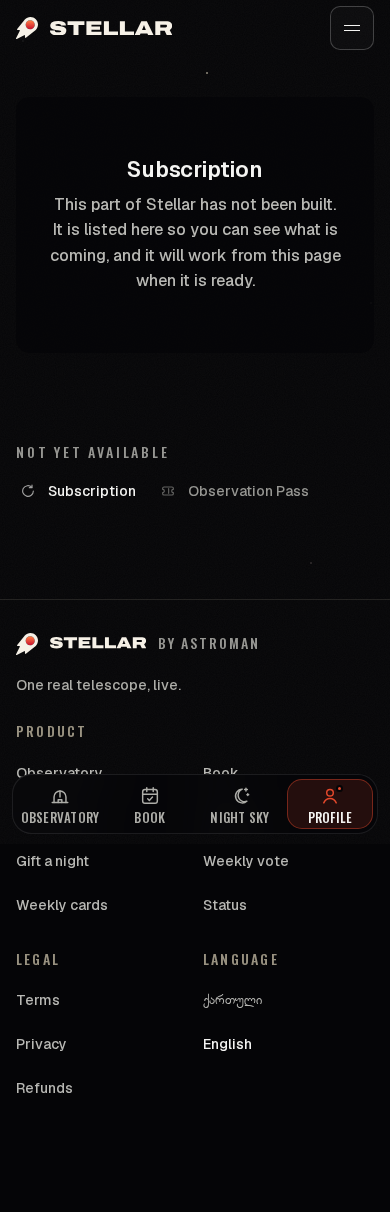 STELLAR
Subscription
This part of Stellar has not been built.
It is listed here so you can see what is
coming, and it will work from this page
when it is ready.
NOT YET AVAILABLE
Subscription
Observation Pass
STELLAR BY ASTROMAN
One real telescope, live.
PRODUCT
Observatory
Book
OBSERVATORY
BOOK
NIGHT SKY
PROFILE
Gift a night
Weekly vote
Weekly cards
Status
LEGAL
LANGUAGE
Terms
ქართული
Privacy
English
Refunds